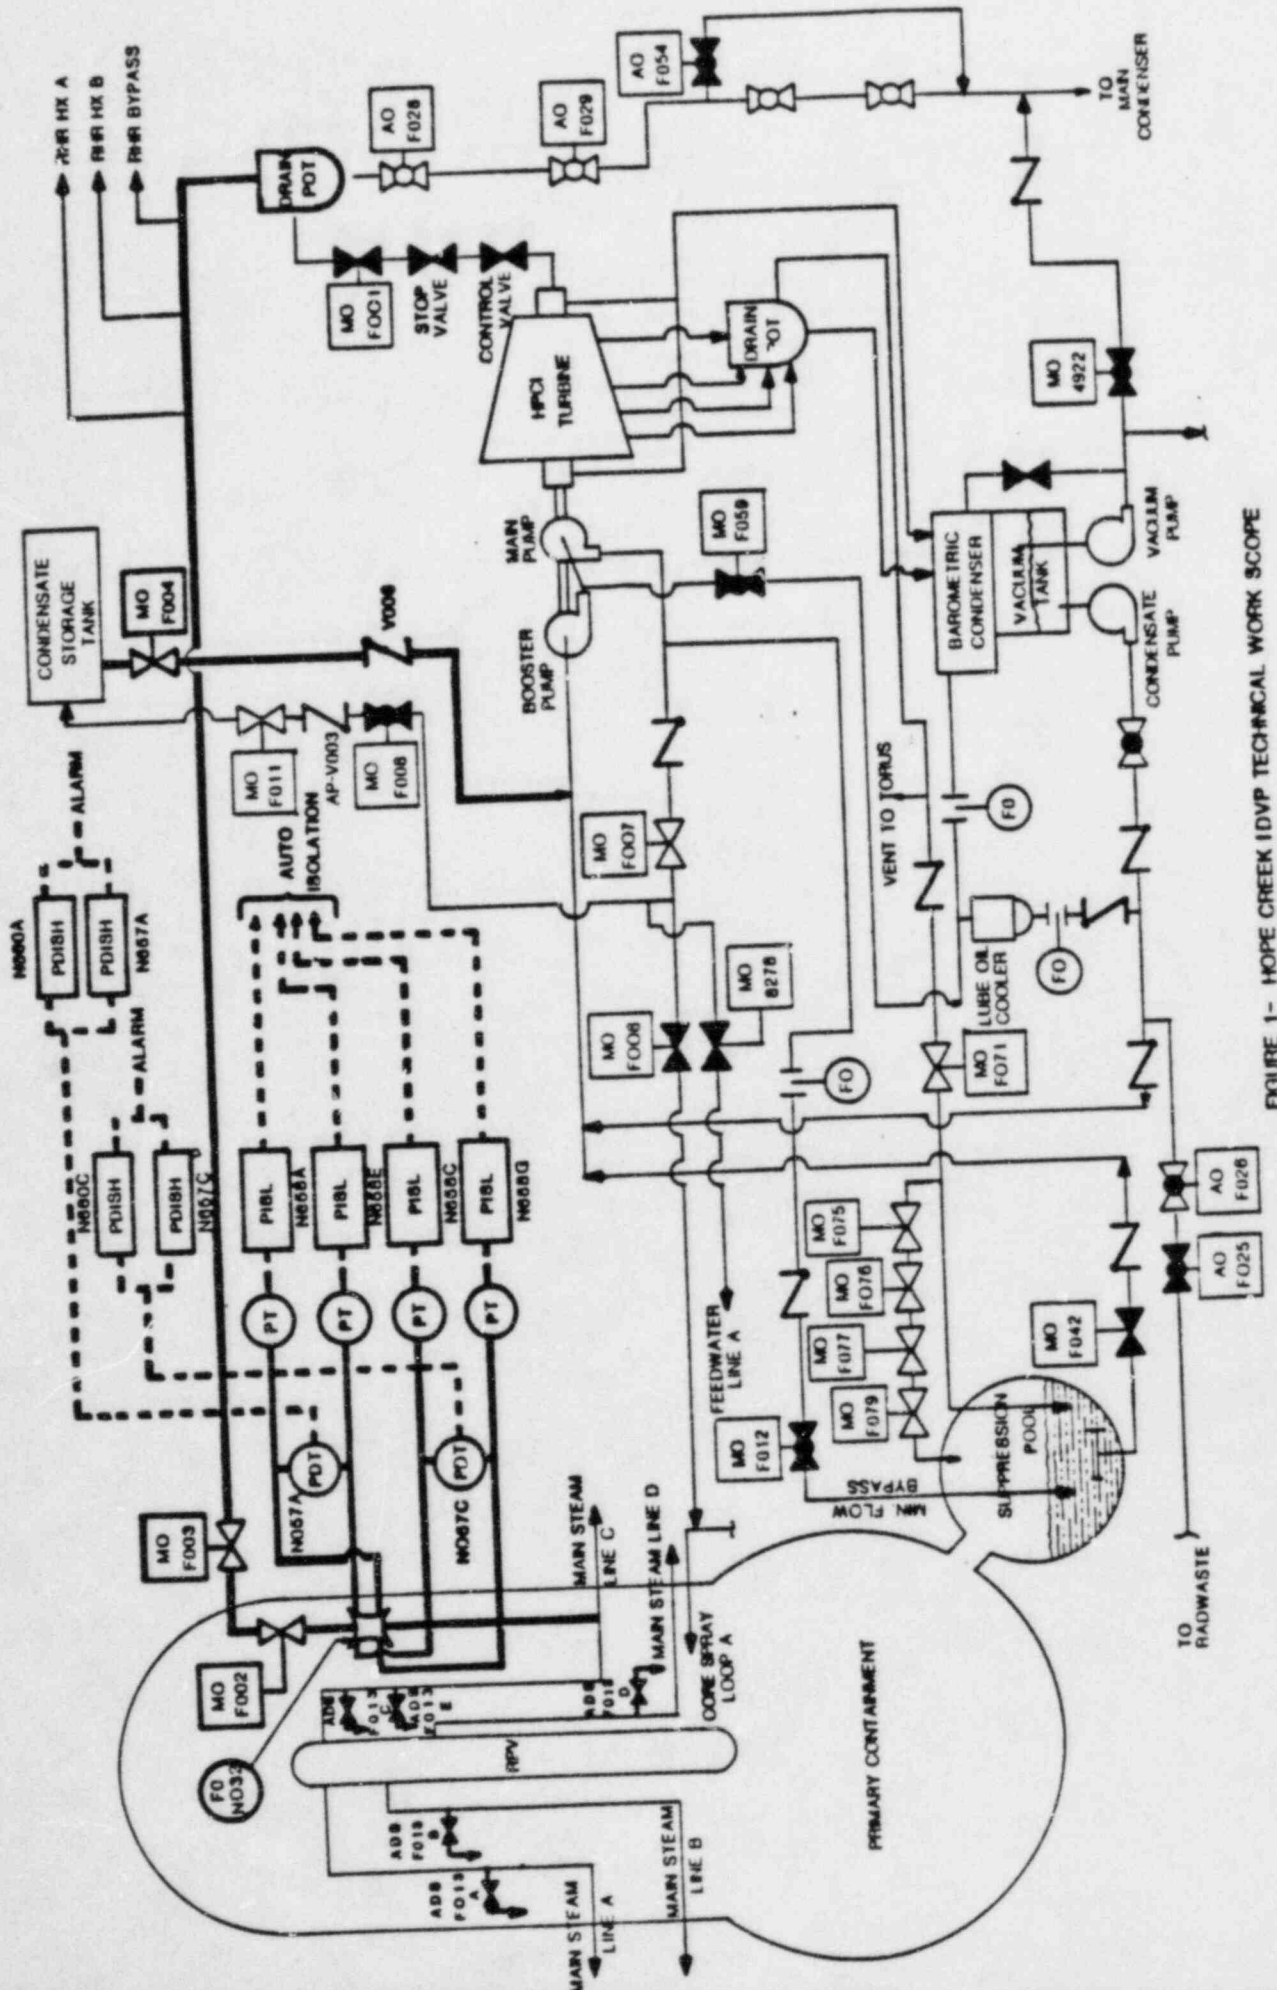 RHR HX A
RHR HX B
RHR BYPASS
DRAIN
POT
AO
F028
AO
F029
AO
F054
TO
MAIN
CONDENSER
MO
F001
STOP
VALVE
CONTROL
VALVE
HPCI
TURBINE
DRAIN
POT
MO
4922
CONDENSATE
STORAGE
TANK
MO
F004
V006
MAIN
PUMP
BOOSTER
PUMP
MO
F059
BAROMETRIC
CONDENSER
VACUUM
TANK
VACUUM
PUMP
CONDENSATE
PUMP
MO
F011
AP-V003
MO
F008
MO
F007
VENT TO TORUS
FO
ALARM
AUTO
ISOLATION
N660A
PDISH
PDISH
N657A
ALARM
N660C
PDISH
PDISH
N657C
PISL
N658A
PISL
N658E
PISL
N658C
PISL
N658G
PT
PT
PT
PT
PDT
N057A
PDT
N057C
MO
F006
MO
8278
FO
LUBE OIL
COOLER
FO
MO
F071
MO
F003
MO
F002
FO
NO32
MAIN STEAM
LINE C
MAIN STEAM LINE D
CORE SPRAY
LOOP A
FEEDWATER
LINE A
MO
F012
MIN. FLOW
BYPASS
MO
F075
MO
F076
MO
F077
MO
F079
SUPPRESSION
POOL
MO
F042
AO
F026
AO
F025
TO
RADWASTE
ADS
F013
C
ADS
F013
E
ADS
F013
D
RPV
ADS
F013
B
ADS
F013
A
MAIN STEAM
LINE A
MAIN STEAM
LINE B
PRIMARY CONTAINMENT
FIGURE 1- HOPE CREEK IDVP TECHNICAL WORK SCOPE